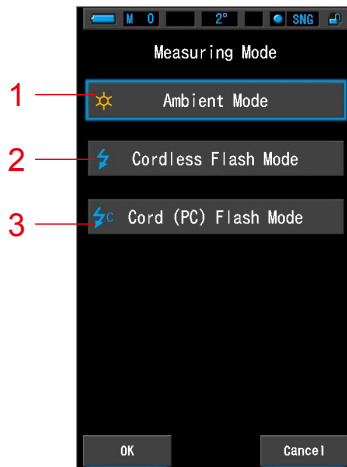 M 0 2° SNG
Measuring Mode
1 Ambient Mode
2 Cordless Flash Mode
3 C Cord (PC) Flash Mode
OK Cancel